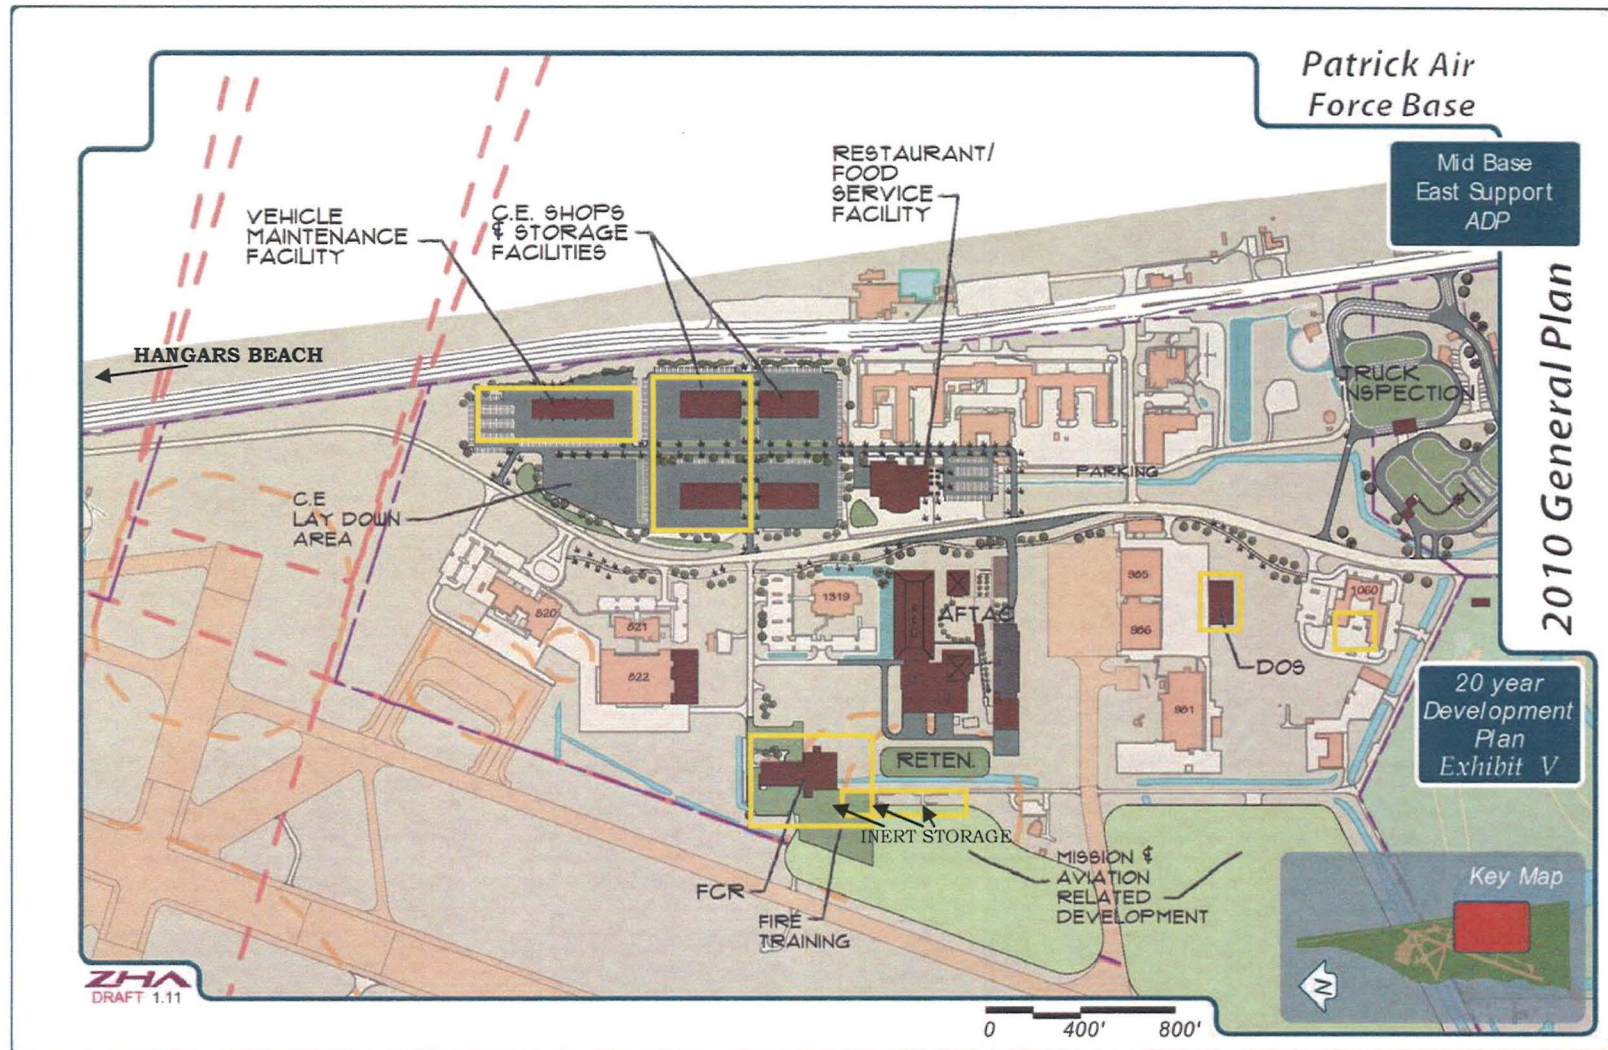 Patrick Air
Force Base
Mid Base
East Support
ADP
2010 General Plan
20 year
Development
Plan
Exhibit V
Key Map
N
RESTAURANT/
FOOD
SERVICE
FACILITY
VEHICLE
MAINTENANCE
FACILITY
C.E. SHOPS
& STORAGE
FACILITIES
HANGARS BEACH
TRUCK
INSPECTION
PARKING
C.E
LAY DOWN
AREA
820
821
822
1319
AFTAC
985
986
981
1060
DOS
RETEN.
INERT STORAGE
FCR
FIRE
TRAINING
MISSION &
AVIATION
RELATED
DEVELOPMENT
ZHA
DRAFT 1.11
0 400' 800'